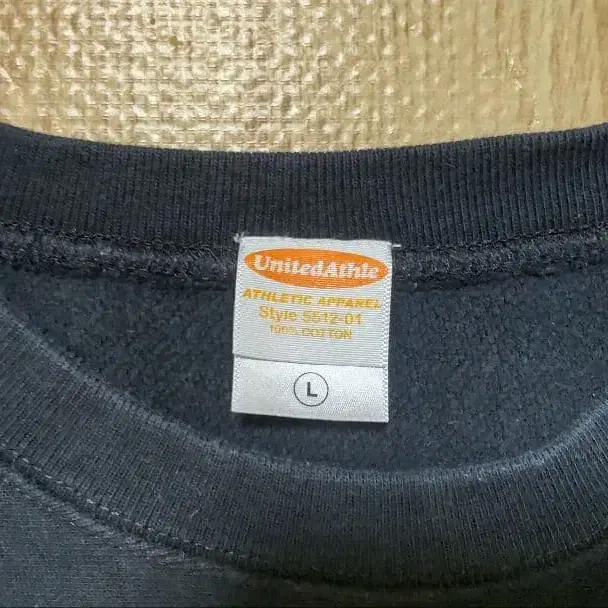 UnitedAthle
ATHLETIC APPAREL
Style 5512-01
100% COTTON
L